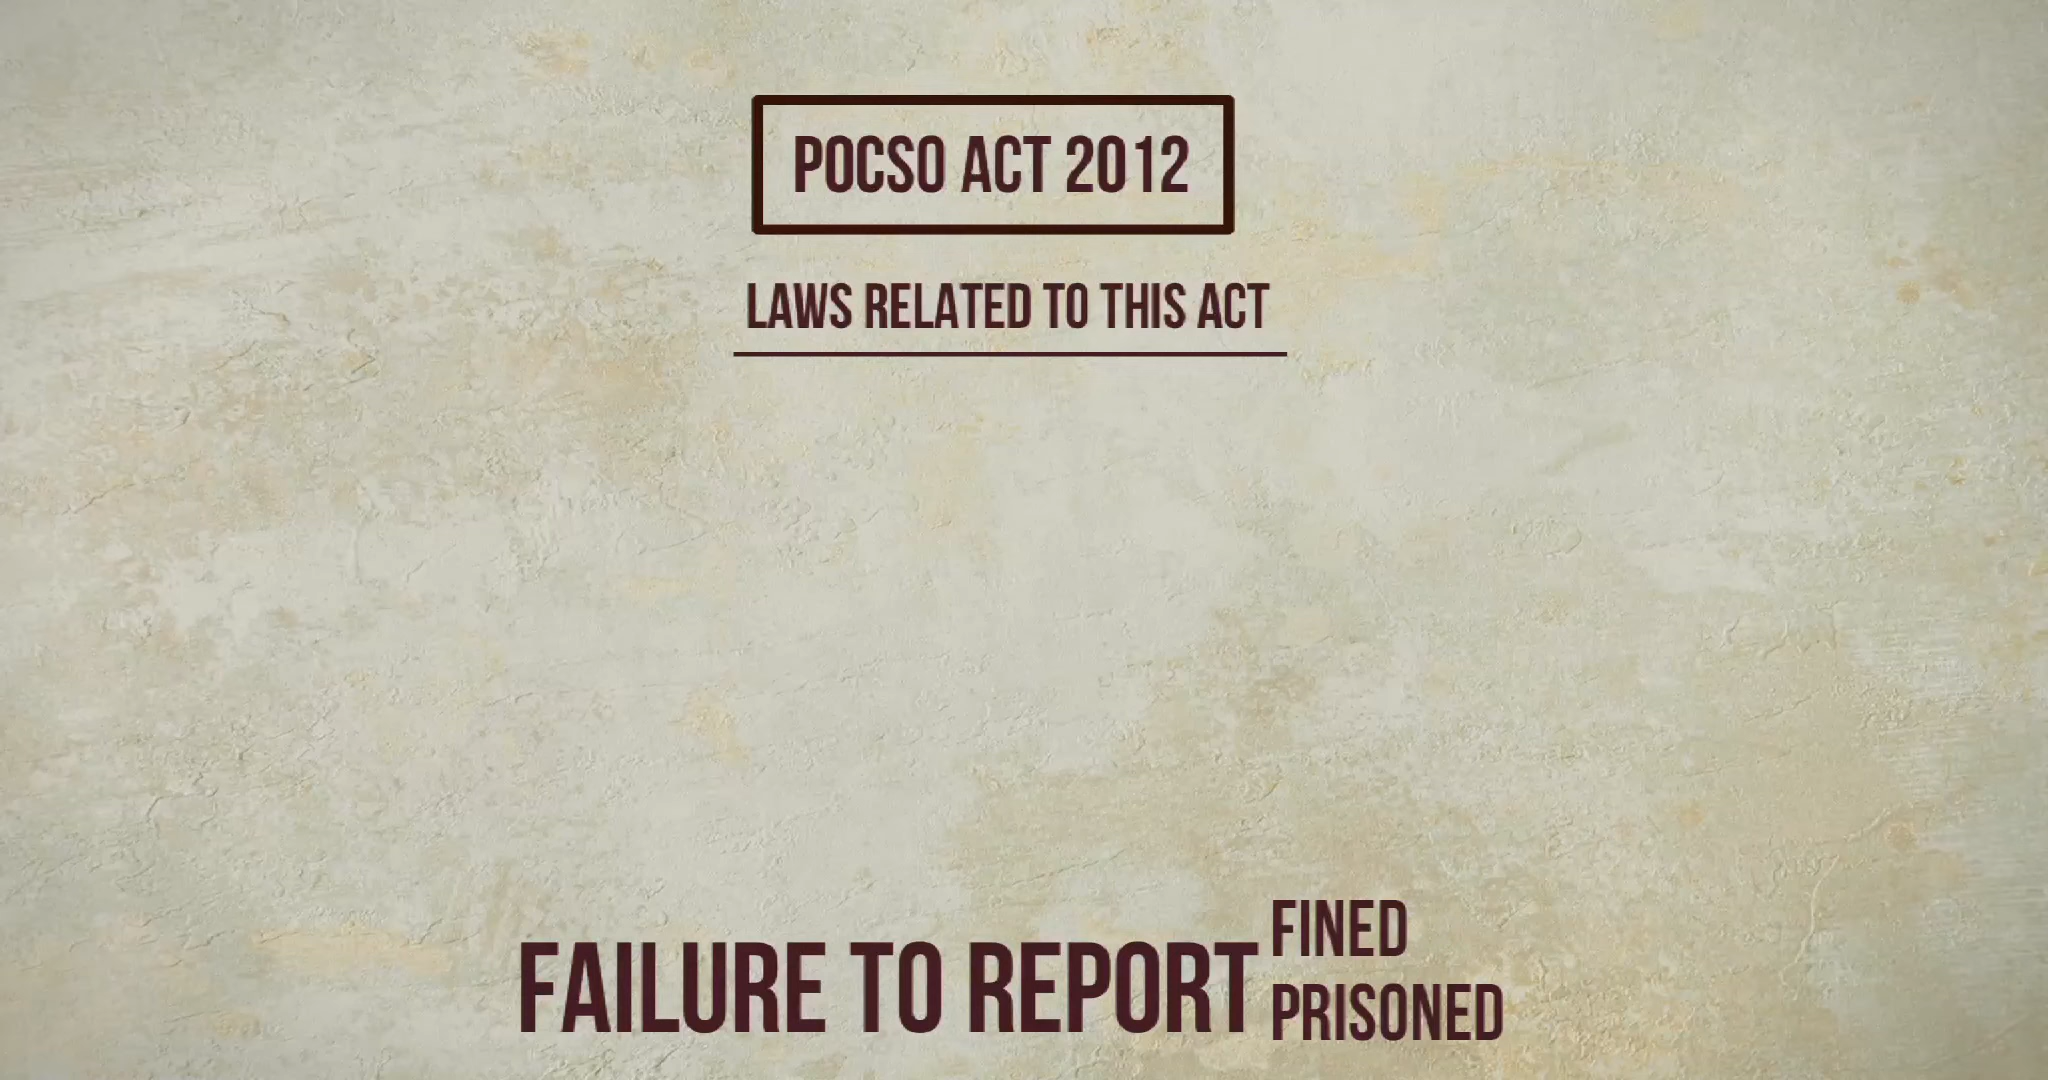 POCSO ACT 2012
LAWS RELATED TO THIS ACT
FAILURE TO REPORT
FINED
PRISONED